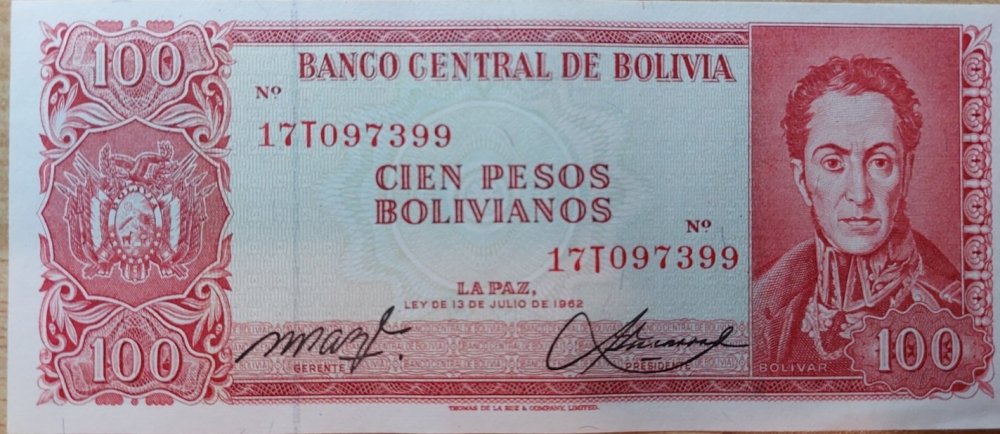 100
BANCO CENTRAL DE BOLIVIA
Nº
17T097399
CIEN PESOS
BOLIVIANOS
Nº
17T097399
LA PAZ,
LEY DE 13 DE JULIO DE 1962
GERENTE
PRESIDENTE
BOLIVAR
100
100
THOMAS DE LA RUE & COMPANY, LIMITED.